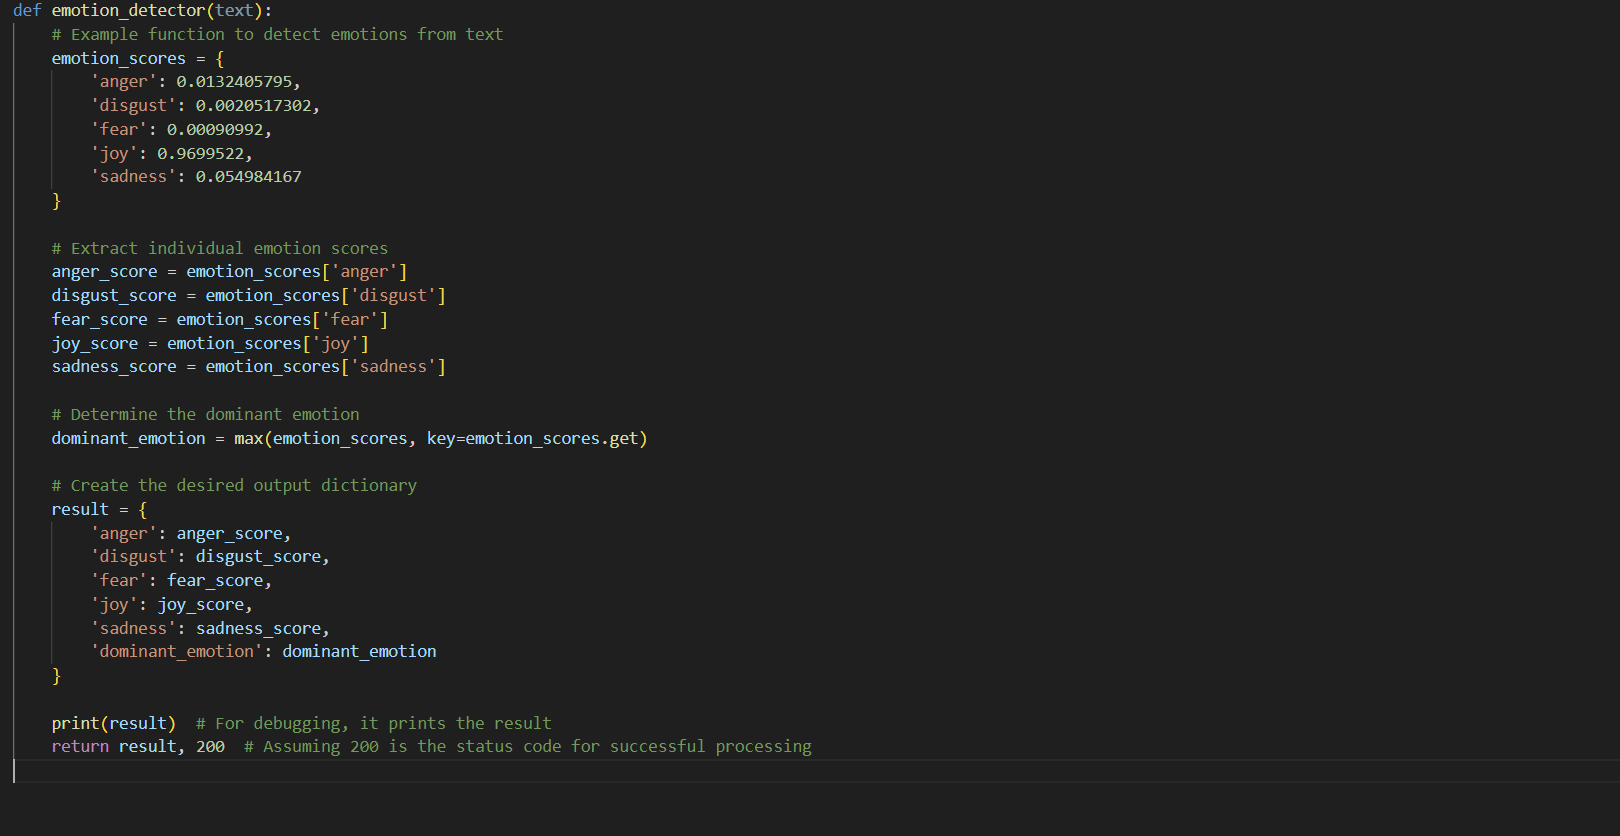 def emotion_detector(text):
    # Example function to detect emotions from text
    emotion_scores = {
        'anger': 0.0132405795,
        'disgust': 0.0020517302,
        'fear': 0.00090992,
        'joy': 0.9699522,
        'sadness': 0.054984167
    }

    # Extract individual emotion scores
    anger_score = emotion_scores['anger']
    disgust_score = emotion_scores['disgust']
    fear_score = emotion_scores['fear']
    joy_score = emotion_scores['joy']
    sadness_score = emotion_scores['sadness']

    # Determine the dominant emotion
    dominant_emotion = max(emotion_scores, key=emotion_scores.get)

    # Create the desired output dictionary
    result = {
        'anger': anger_score,
        'disgust': disgust_score,
        'fear': fear_score,
        'joy': joy_score,
        'sadness': sadness_score,
        'dominant_emotion': dominant_emotion
    }

    print(result)  # For debugging, it prints the result
    return result, 200  # Assuming 200 is the status code for successful processing